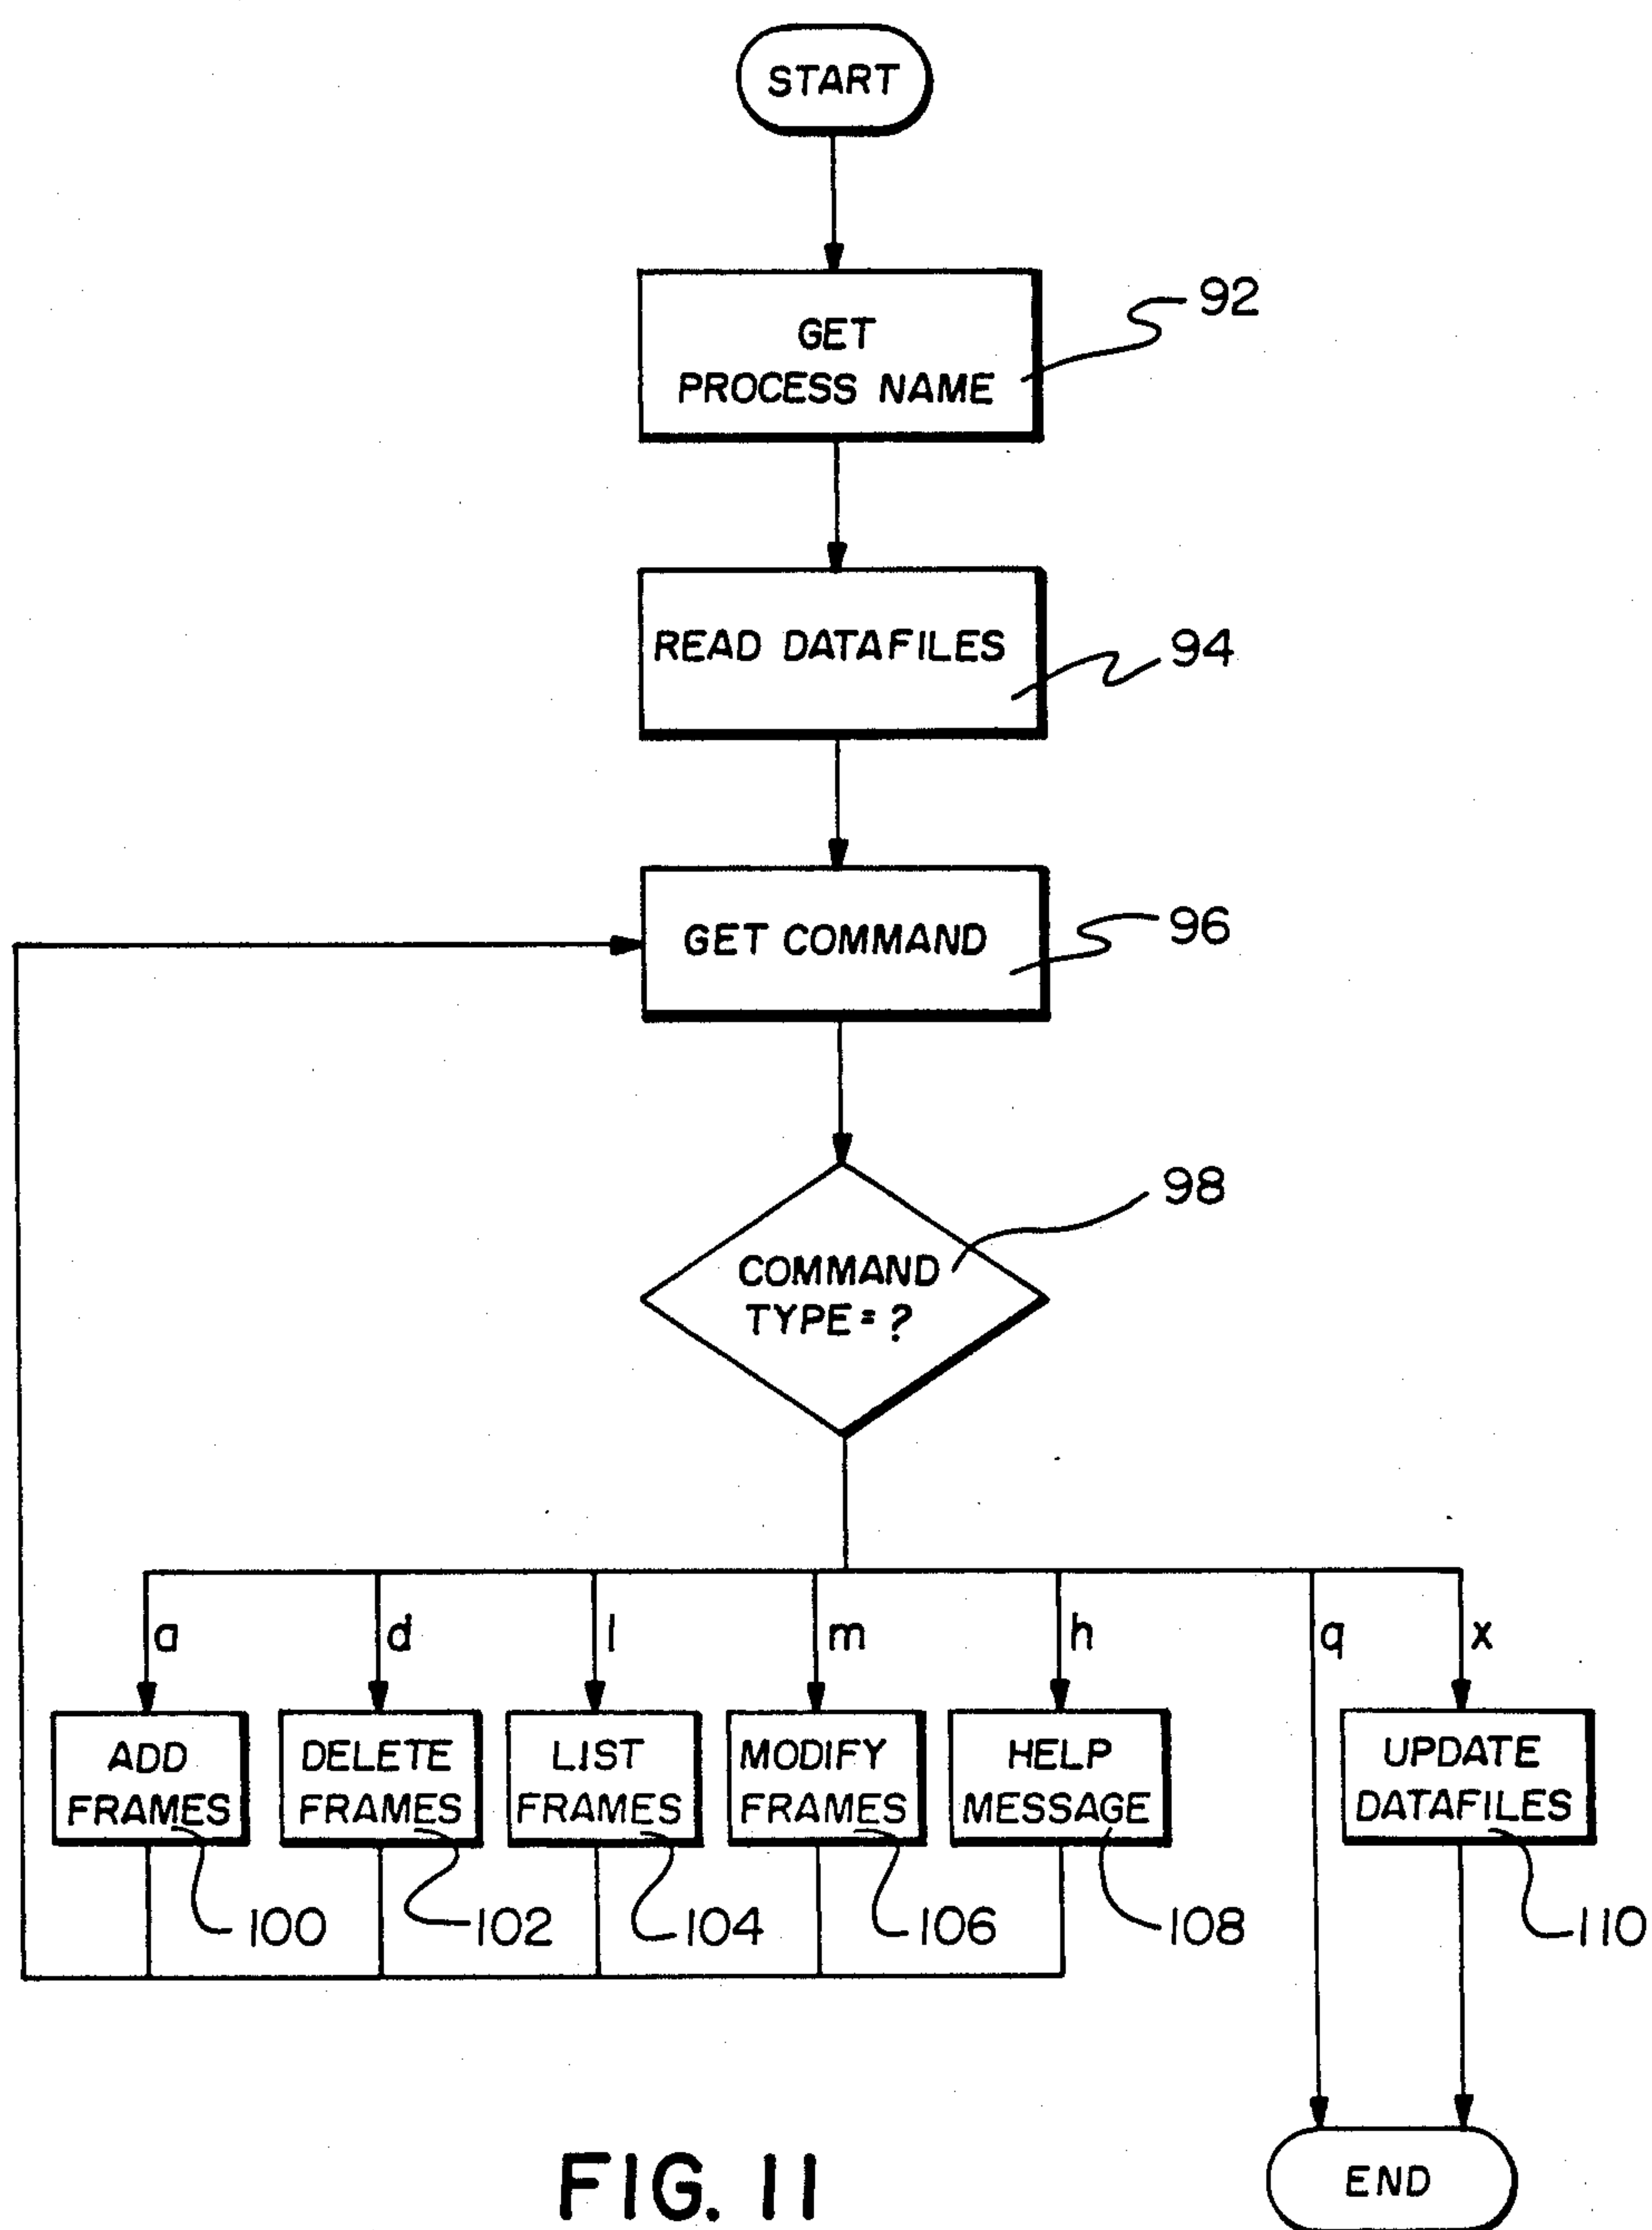 START
GET
PROCESS NAME
92
READ DATAFILES
94
GET COMMAND
96
98
COMMAND
TYPE=?
a
d
l
m
h
q
x
ADD
FRAMES
DELETE
FRAMES
LIST
FRAMES
MODIFY
FRAMES
HELP
MESSAGE
UPDATE
DATAFILES
100
102
104
106
108
110
END
FIG. 11